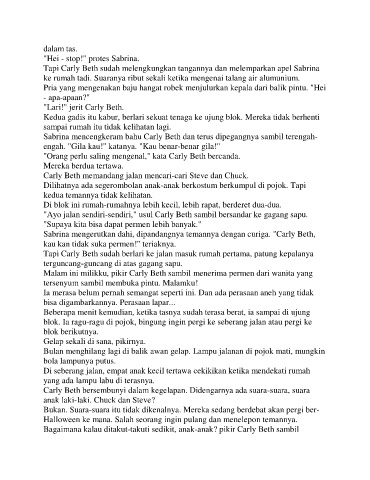 dalam tas.
"Hei - stop!" protes Sabrina.
Tapi Carly Beth sudah melengkungkan tangannya dan melemparkan apel Sabrina
ke rumah tadi. Suaranya ribut sekali ketika mengenai talang air alumunium.
Pria yang mengenakan baju hangat robek menjulurkan kepala dari balik pintu. "Hei
- apa-apaan?"
"Lari!" jerit Carly Beth.
Kedua gadis itu kabur, berlari sekuat tenaga ke ujung blok. Mereka tidak berhenti
sampai rumah itu tidak kelihatan lagi.
Sabrina mencengkeram bahu Carly Beth dan terus dipegangnya sambil terengah-
engah. "Gila kau!" katanya. "Kau benar-benar gila!"
"Orang perlu saling mengenal," kata Carly Beth bercanda.
Mereka berdua tertawa.
Carly Beth memandang jalan mencari-cari Steve dan Chuck.
Dilihatnya ada segerombolan anak-anak berkostum berkumpul di pojok. Tapi
kedua temannya tidak kelihatan.
Di blok ini rumah-rumahnya lebih kecil, lebih rapat, berderet dua-dua.
"Ayo jalan sendiri-sendiri," usul Carly Beth sambil bersandar ke gagang sapu.
"Supaya kita bisa dapat permen lebih banyak."
Sabrina mengerutkan dahi, dipandangnya temannya dengan curiga. "Carly Beth,
kau kan tidak suka permen!" teriaknya.
Tapi Carly Beth sudah berlari ke jalan masuk rumah pertama, patung kepalanya
terguncang-guncang di atas gagang sapu.
Malam ini milikku, pikir Carly Beth sambil menerima permen dari wanita yang
tersenyum sambil membuka pintu. Malamku!
Ia merasa belum pernah semangat seperti ini. Dan ada perasaan aneh yang tidak
bisa digambarkannya. Perasaan lapar...
Beberapa menit kemudian, ketika tasnya sudah terasa berat, ia sampai di ujung
blok. Ia ragu-ragu di pojok, bingung ingin pergi ke seberang jalan atau pergi ke
blok berikutnya.
Gelap sekali di sana, pikirnya.
Bulan menghilang lagi di balik awan gelap. Lampu jalanan di pojok mati, mungkin
bola lampunya putus.
Di seberang jalan, empat anak kecil tertawa cekikikan ketika mendekati rumah
yang ada lampu labu di terasnya.
Carly Beth bersembunyi dalam kegelapan. Didengarnya ada suara-suara, suara
anak laki-laki. Chuck dan Steve?
Bukan. Suara-suara itu tidak dikenalnya. Mereka sedang berdebat akan pergi ber-
Halloween ke mana. Salah seorang ingin pulang dan menelepon temannya.
Bagaimana kalau ditakut-takuti sedikit, anak-anak? pikir Carly Beth sambil